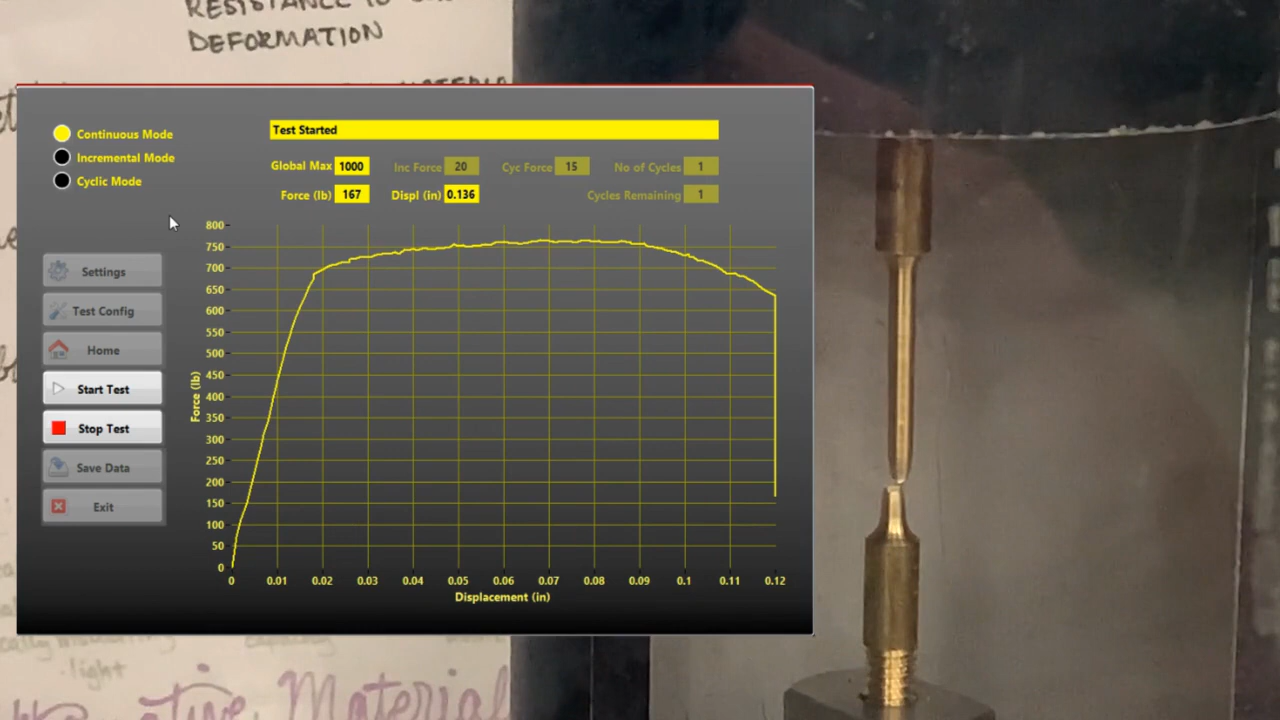 RESISTANCE TO
DEFORMATION
Continuous Mode
Incremental Mode
Cyclic Mode
Test Started
Global Max 1000 Inc Force 20 Cyc Force 15 No of Cycles 1
Force (lb) 167 Displ (in) 0.136 Cycles Remaining 1
Settings
Test Config
Home
Start Test
Stop Test
Save Data
Exit
Force (lb)
800
750
700
650
600
550
500
450
400
350
300
250
200
150
100
50
0
0 0.01 0.02 0.03 0.04 0.05 0.06 0.07 0.08 0.09 0.1 0.11 0.12
Displacement (in)
light
Material